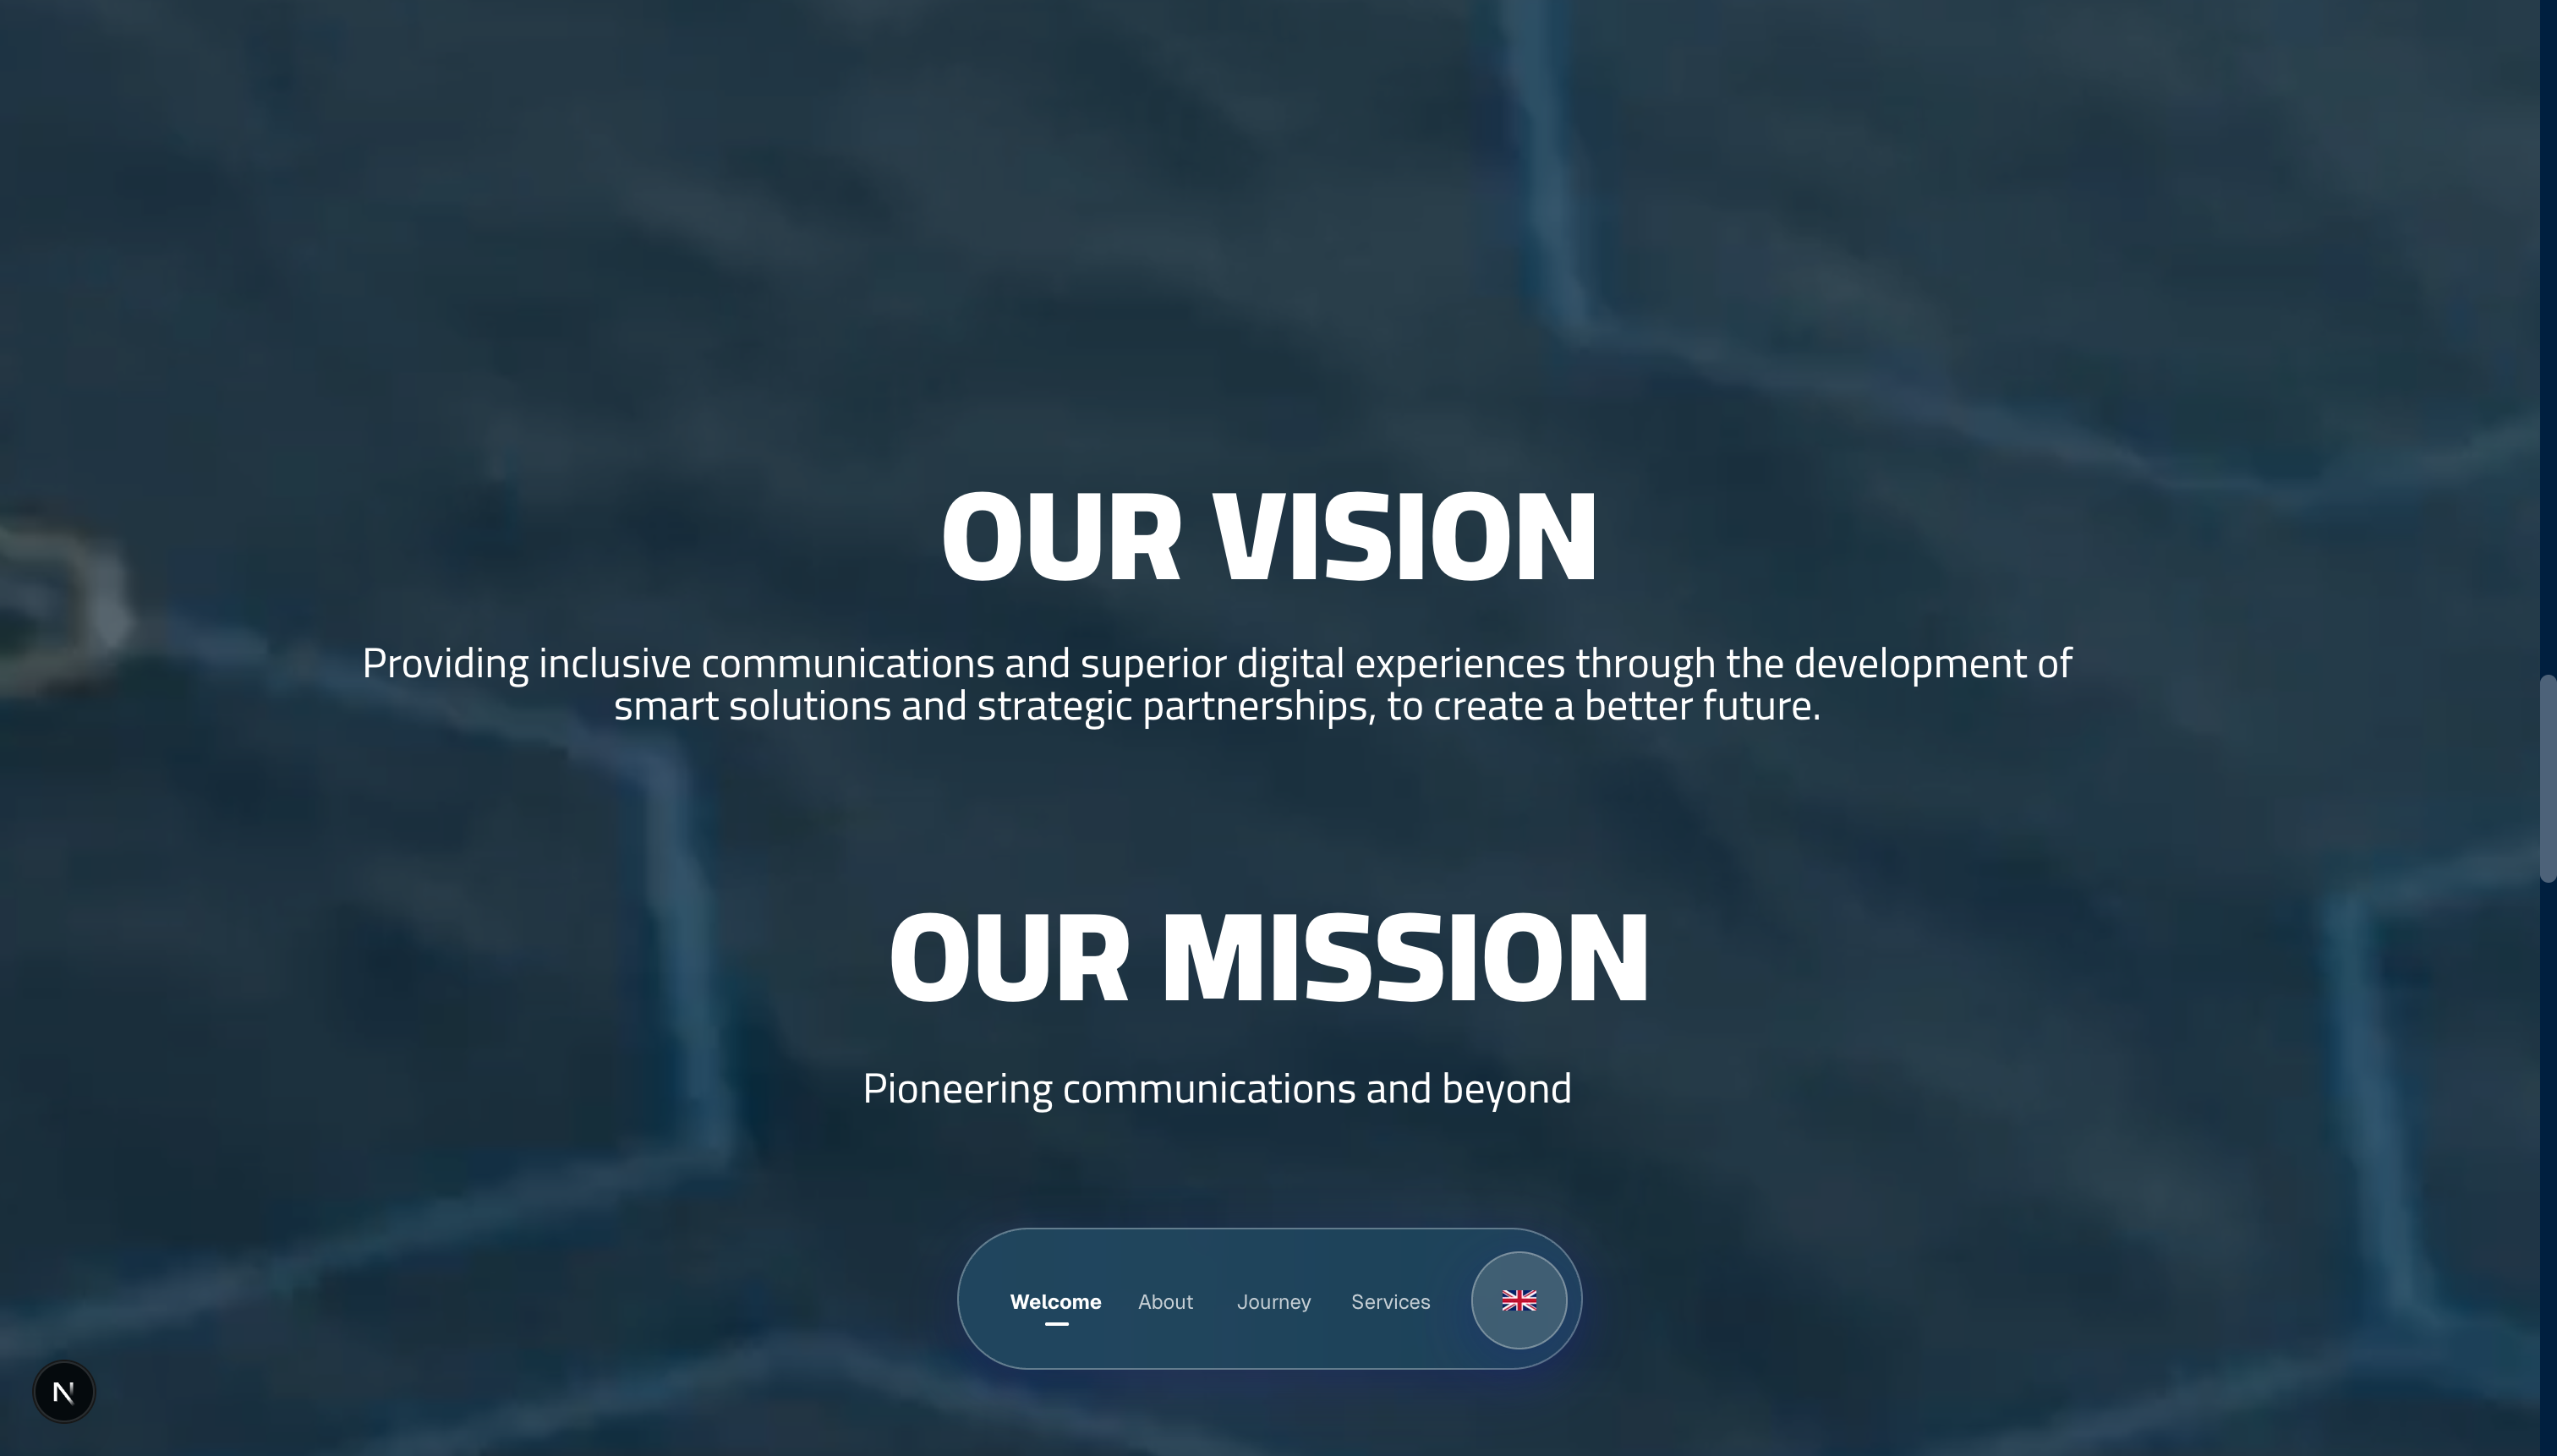 OUR VISION
Providing inclusive communications and superior digital experiences through the development of
smart solutions and strategic partnerships, to create a better future.
OUR MISSION
Pioneering communications and beyond
Welcome About Journey Services
N